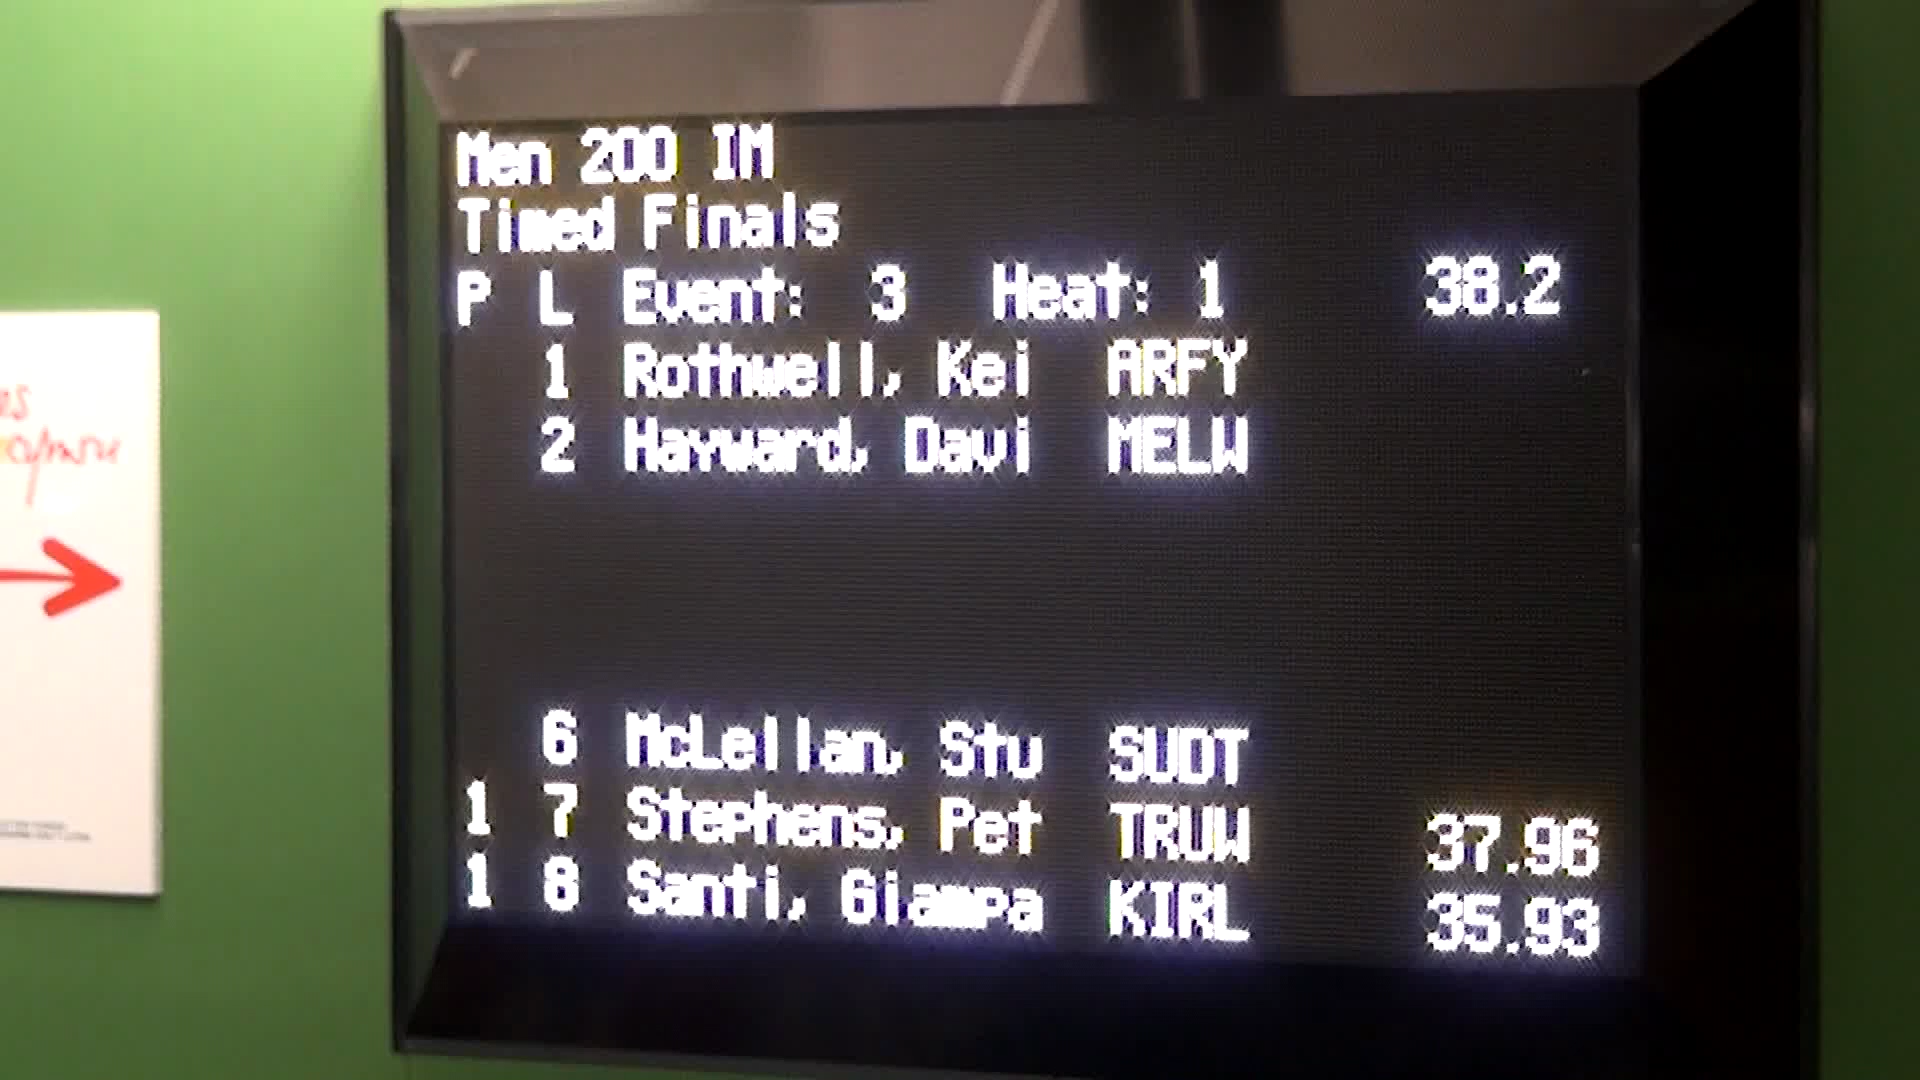 Men 200 IM
Timed Finals
P L Event: 3 Heat: 1 38.2
1 Rothwell, Kei ARFY
2 Hayward, Davi MELW
6 McLellan, Stu SUDT
1 7 Stephens, Pet TRUW 37.96
1 8 Santi, Giampa KIRL 35.93